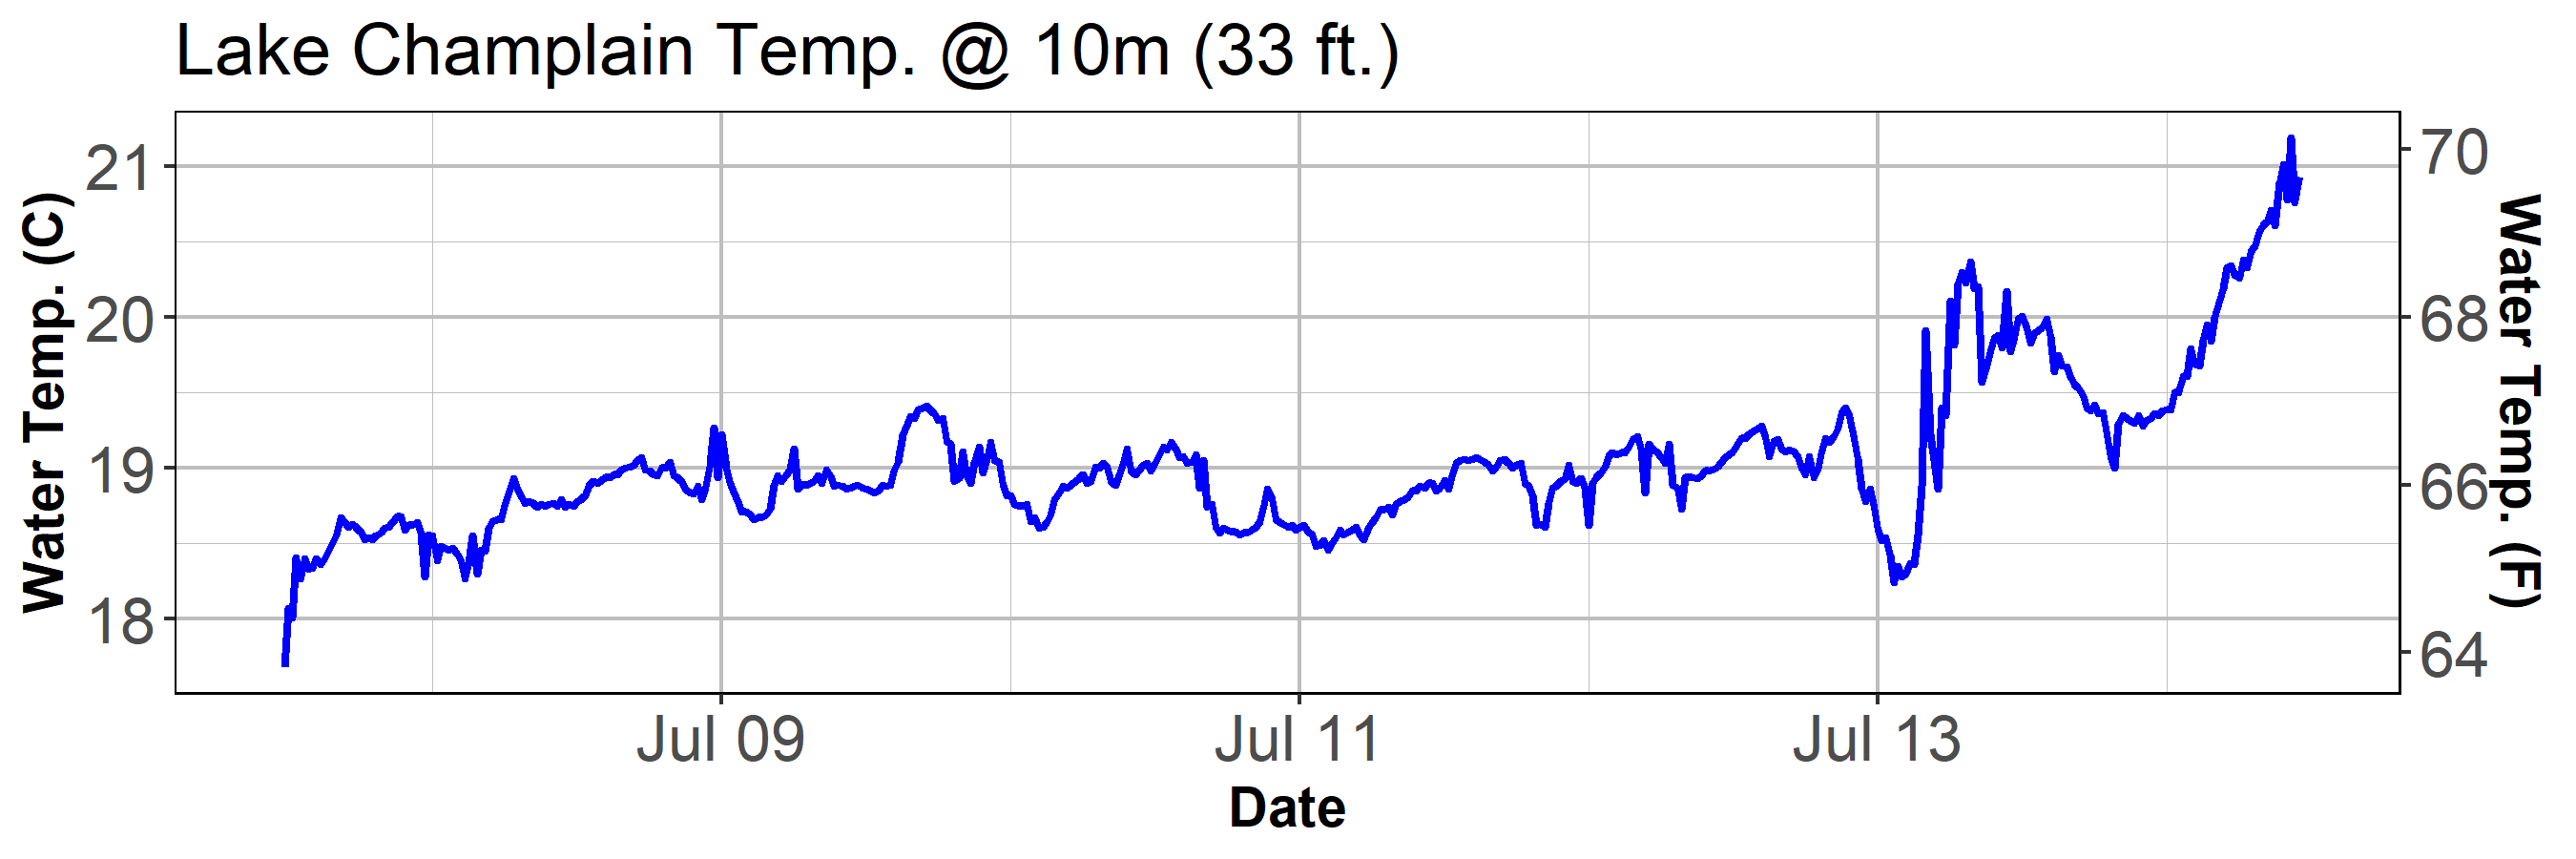 Lake Champlain Temp. @ 10m (33 ft.)
Water Temp. (C)
21
20
19
18
70
68
66
64
Water Temp. (F)
Jul 09
Jul 11
Jul 13
Date